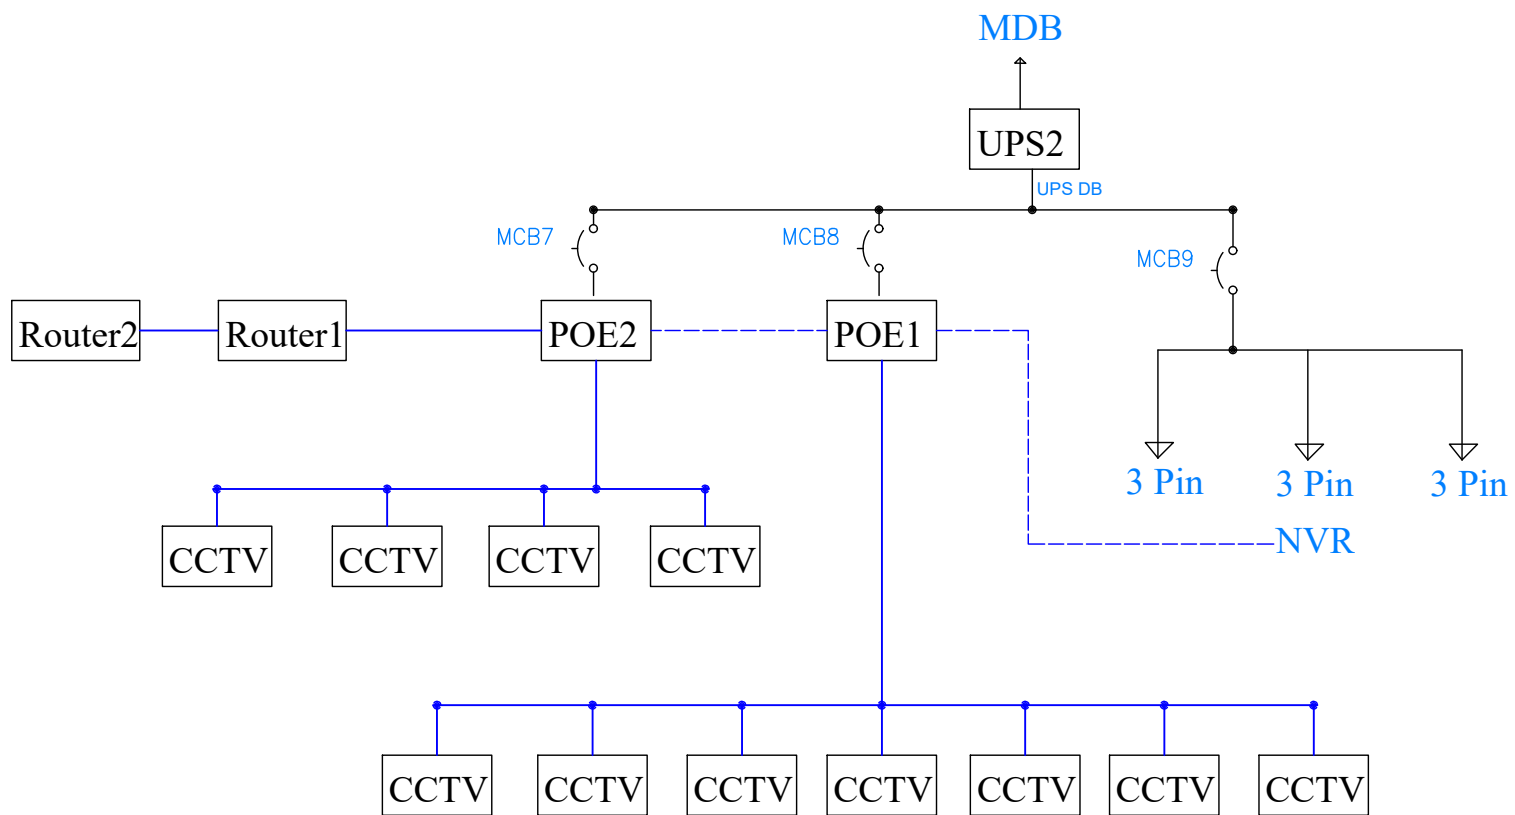 MDB
UPS2
UPS DB
MCB7
MCB8
MCB9
Router2
Router1
POE2
POE1
3 Pin
3 Pin
3 Pin
NVR
CCTV
CCTV
CCTV
CCTV
CCTV
CCTV
CCTV
CCTV
CCTV
CCTV
CCTV